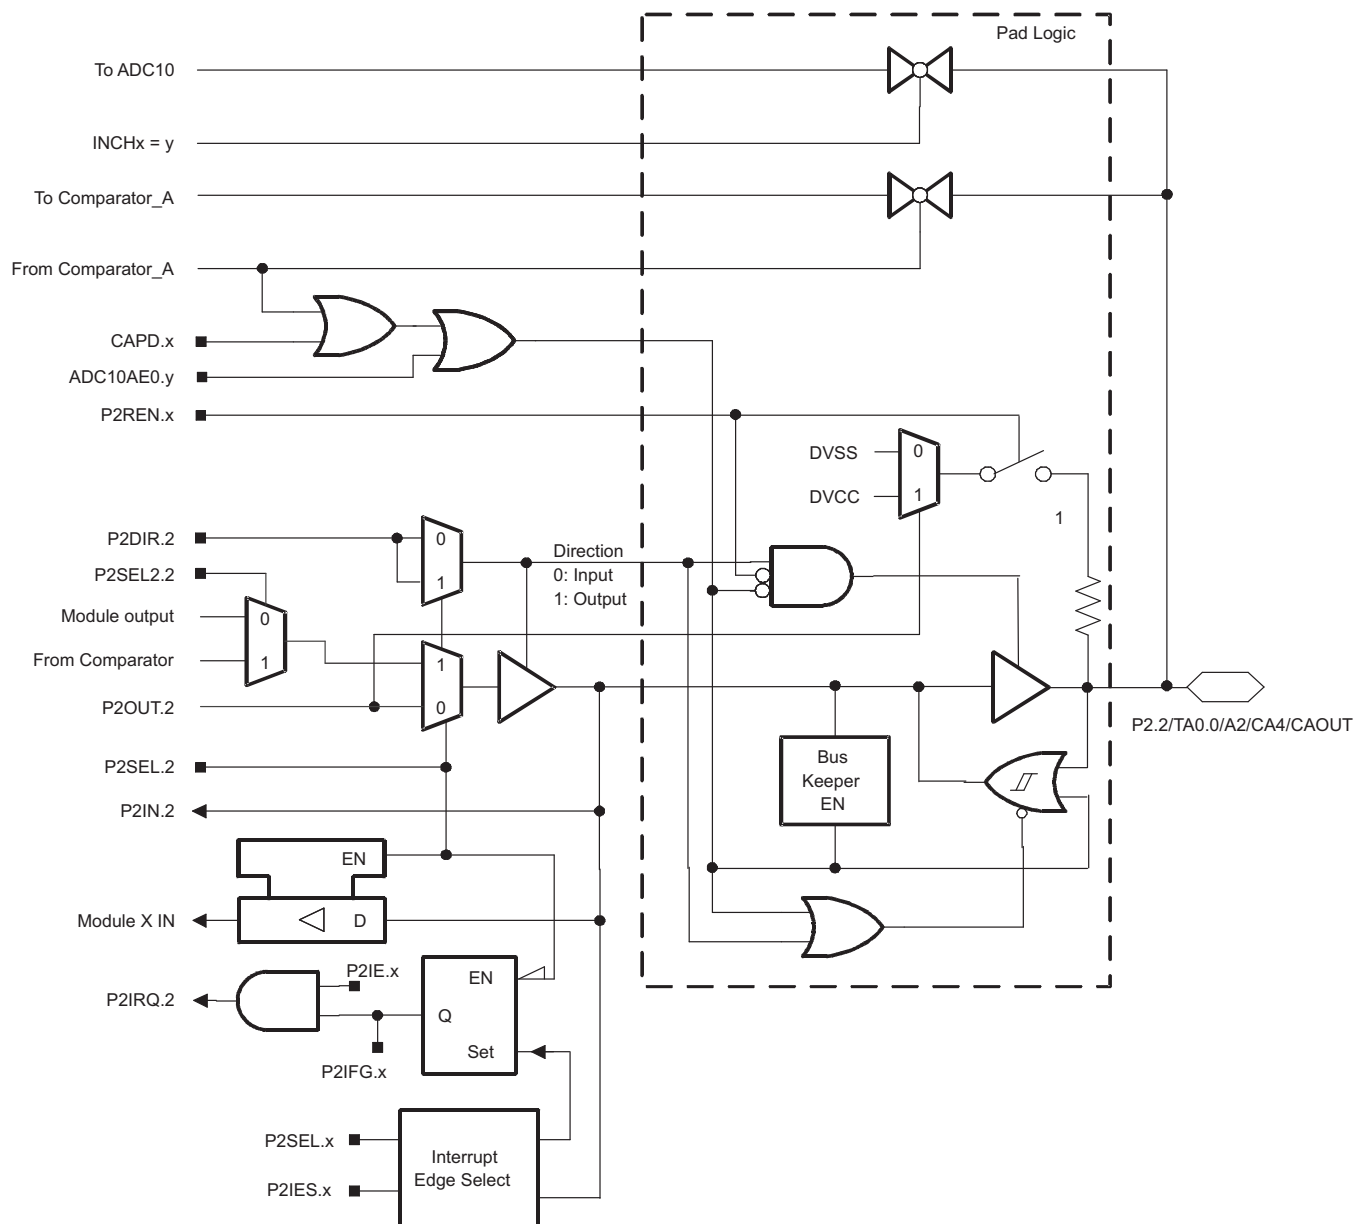 Pad Logic
To ADC10
INCHx = y
To Comparator_A
From Comparator_A
CAPD.x
ADC10AE0.y
P2REN.x
DVSS
0
DVCC
1
1
P2DIR.2
0
Direction
0: Input
1: Output
P2SEL2.2
1
Module output
0
From Comparator
1
1
P2OUT.2
0
P2.2/TA0.0/A2/CA4/CAOUT
Bus
Keeper
EN
P2SEL.2
P2IN.2
EN
Module X IN
D
P2IE.x
EN
P2IRQ.2
Q
Set
P2IFG.x
P2SEL.x
Interrupt
Edge Select
P2IES.x